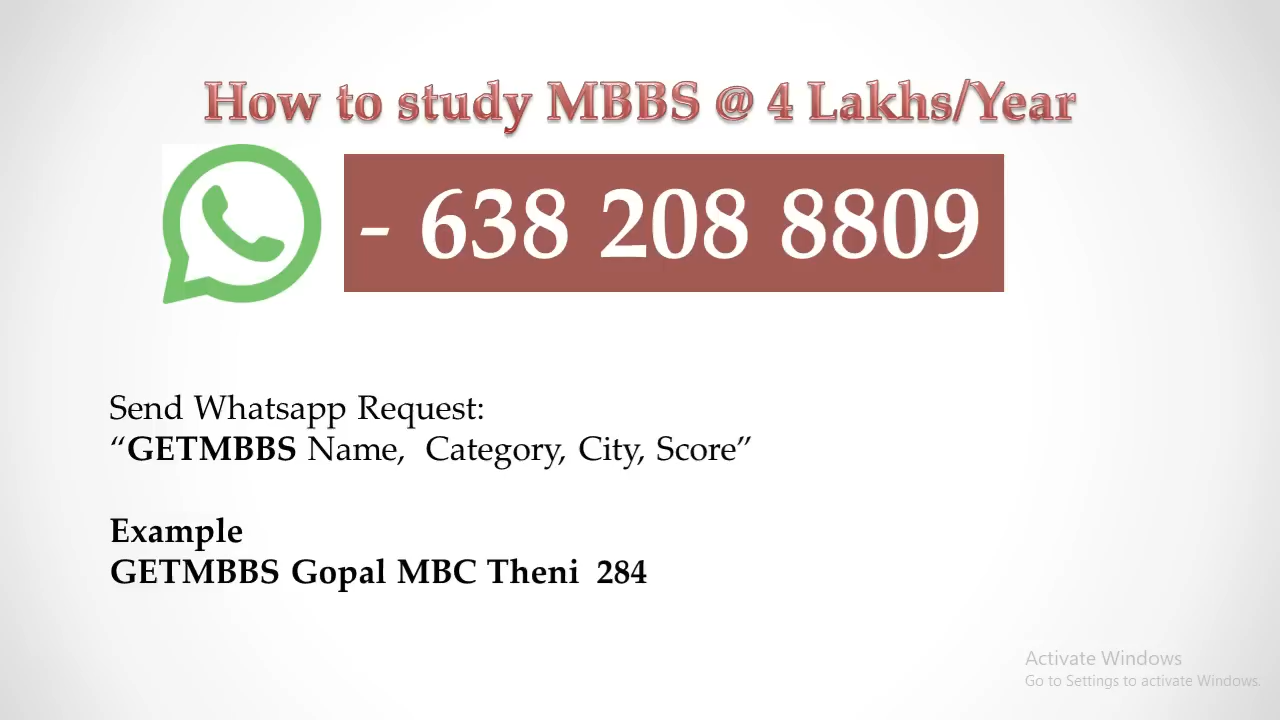 How to study MBBS @ 4 Lakhs/Year
- 638 208 8809
Send Whatsapp Request:
“GETMBBS Name,  Category, City, Score”
Example
GETMBBS Gopal MBC Theni  284
Activate Windows
Go to Settings to activate Windows.